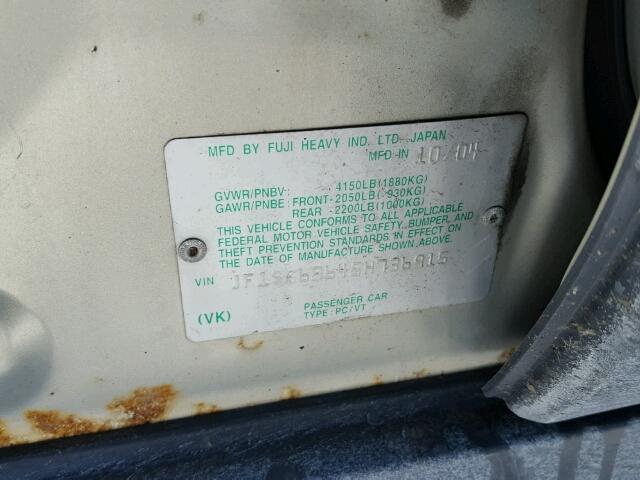 MFD BY FUJI HEAVY IND. LTD. JAPAN
MFD IN 10/04
GVWR/PNBV: 4150LB(1880KG)
GAWR/PNBE: FRONT-2050LB( 930KG)
REAR -2200LB(1000KG)
THIS VEHICLE CONFORMS TO ALL APPLICABLE
FEDERAL MOTOR VEHICLE SAFETY, BUMPER, AND
THEFT PREVENTION STANDARDS IN EFFECT ON
THE DATE OF MANUFACTURE SHOWN ABOVE.
VIN
PASSENGER CAR
(VK) TYPE: PC/VT